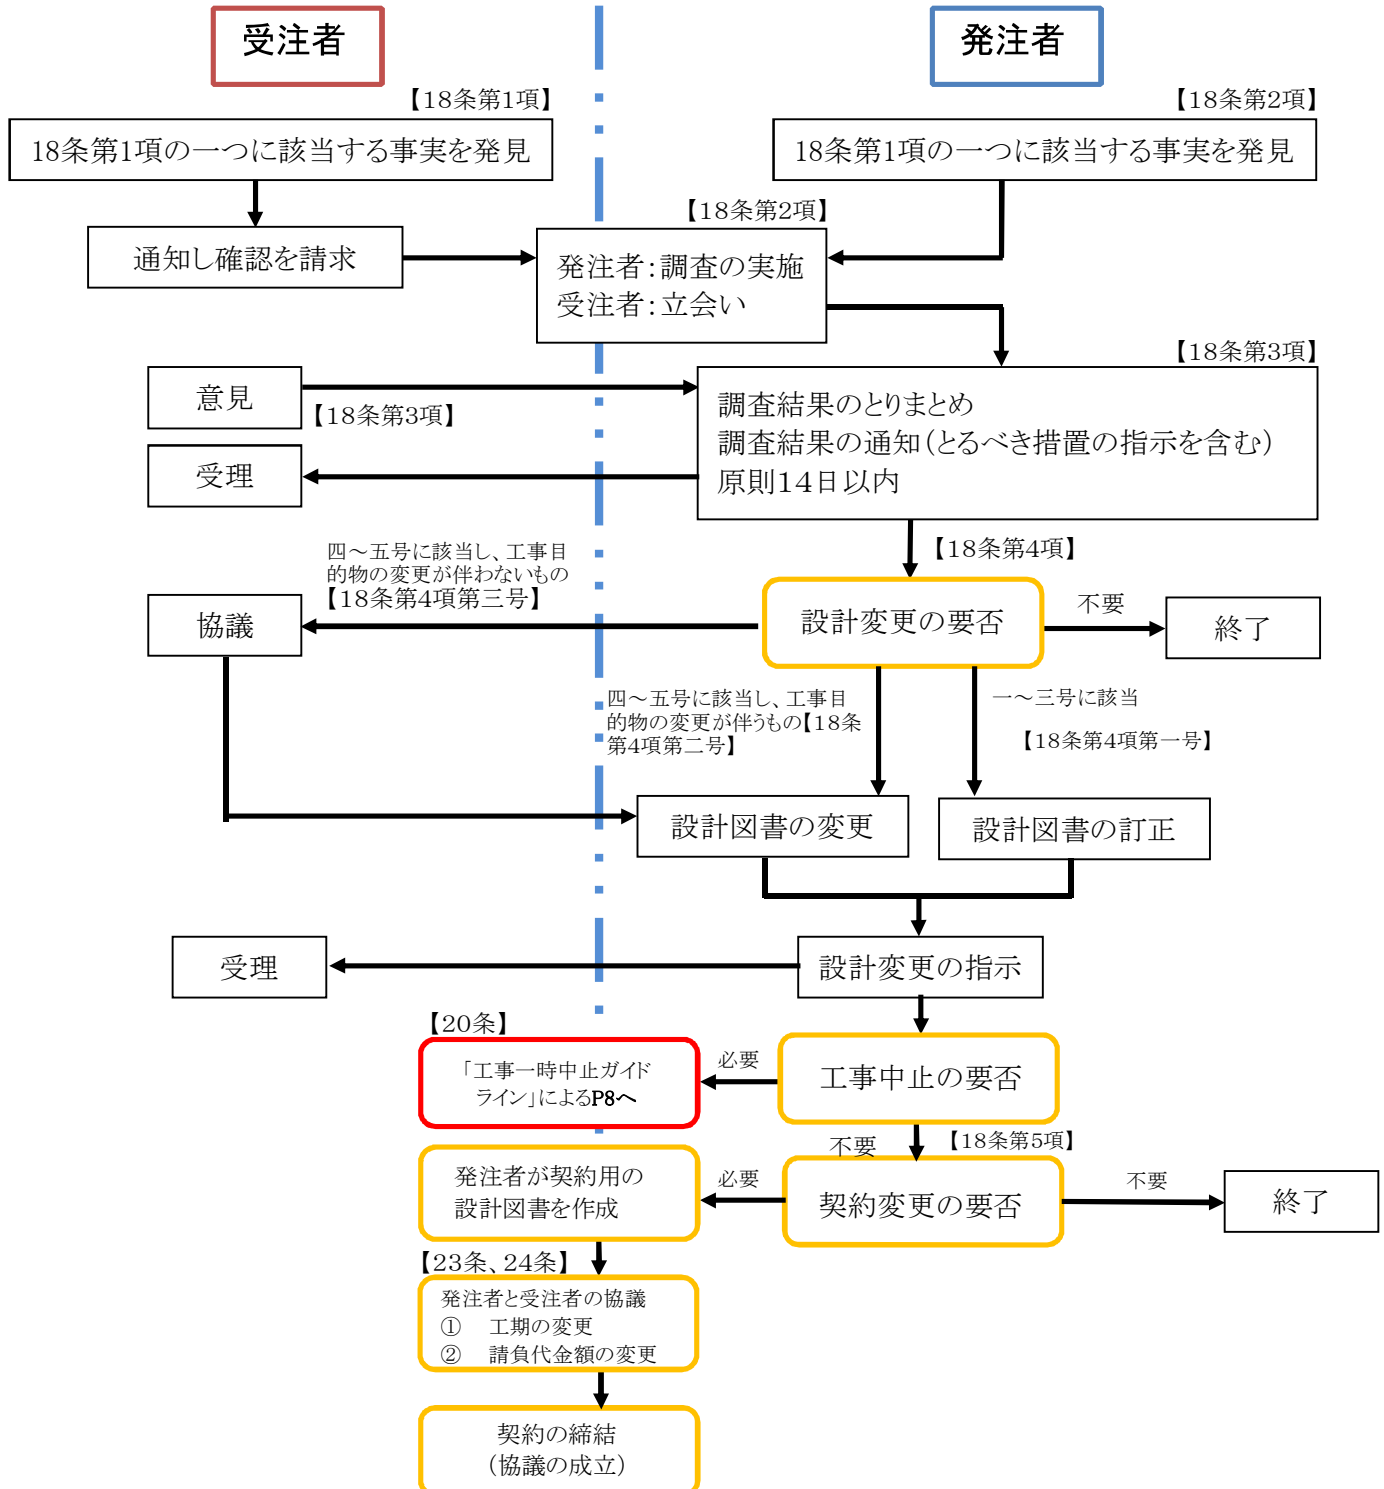 受注者
発注者
【18条第1項】
【18条第2項】
18条第1項の一つに該当する事実を発見
18条第1項の一つに該当する事実を発見
【18条第2項】
通知し確認を請求
発注者：調査の実施
受注者：立会い
【18条第3項】
意見
【18条第3項】
調査結果のとりまとめ
調査結果の通知（とるべき措置の指示を含む）
原則14日以内
受理
四～五号に該当し、工事目
的物の変更が伴わないもの
【18条第4項第三号】
【18条第4項】
協議
設計変更の要否
不要
終了
四～五号に該当し、工事目
的物の変更が伴うもの【18条
第4項第二号】
一～三号に該当
【18条第4項第一号】
設計図書の変更
設計図書の訂正
受理
設計変更の指示
【20条】
「工事一時中止ガイド
ライン」によるP8へ
必要
工事中止の要否
不要
【18条第5項】
発注者が契約用の
設計図書を作成
必要
契約変更の要否
不要
終了
【23条、24条】
発注者と受注者の協議
①　工期の変更
②　請負代金額の変更
契約の締結
（協議の成立）